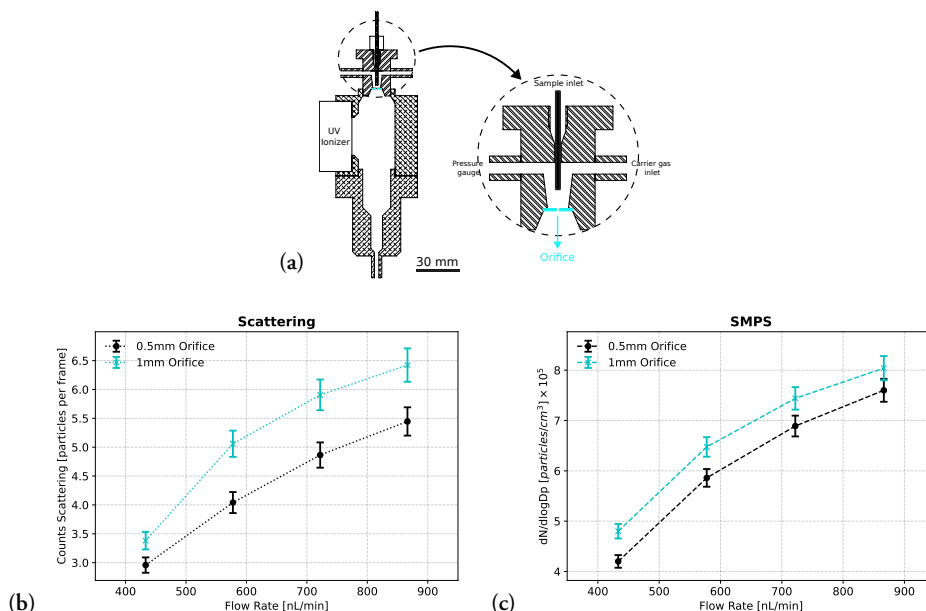 Sample inlet
UV
Ionizer
Pressure
gauge
Carrier gas
inlet
Orifice
(a)
30 mm
Scattering
0.5mm Orifice
1mm Orifice
Counts Scattering [particles per frame]
6.5
6.0
5.5
5.0
4.5
4.0
3.5
3.0
400 500 600 700 800 900
Flow Rate [nL/min]
(b)
SMPS
0.5mm Orifice
1mm Orifice
dN/dlogDp [particles/cm³] × 10⁵
8
7
6
5
4
400 500 600 700 800 900
Flow Rate [nL/min]
(c)